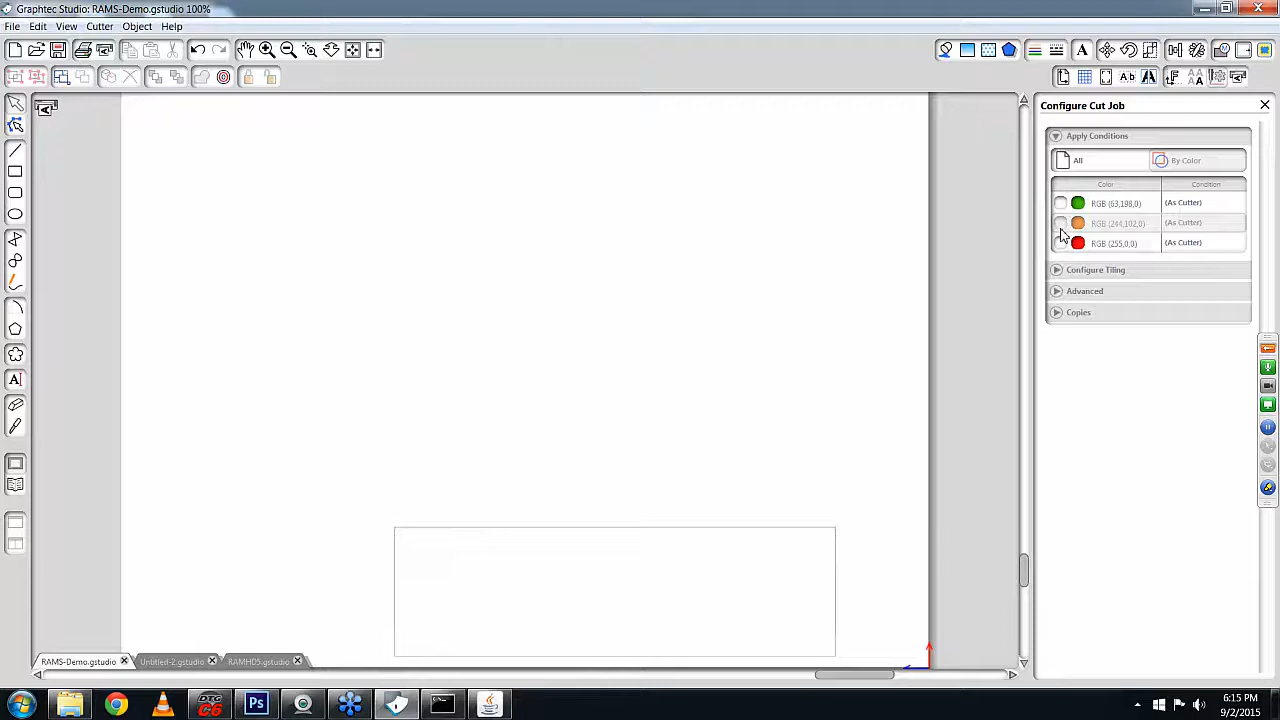 Graphtec Studio: RAMS-Demo.gstudio 100%
File Edit View Cutter Object Help
Configure Cut Job
Apply Conditions
All By Color
Color Condition
RGB (63,198,0) (As Cutter)
RGB (244,102,0) (As Cutter)
RGB (255,0,0) (As Cutter)
Configure Tiling
Advanced
Copies
RAMS-Demo.gstudio Untitled-2.gstudio RAMHD5.gstudio
6:15 PM
9/2/2015